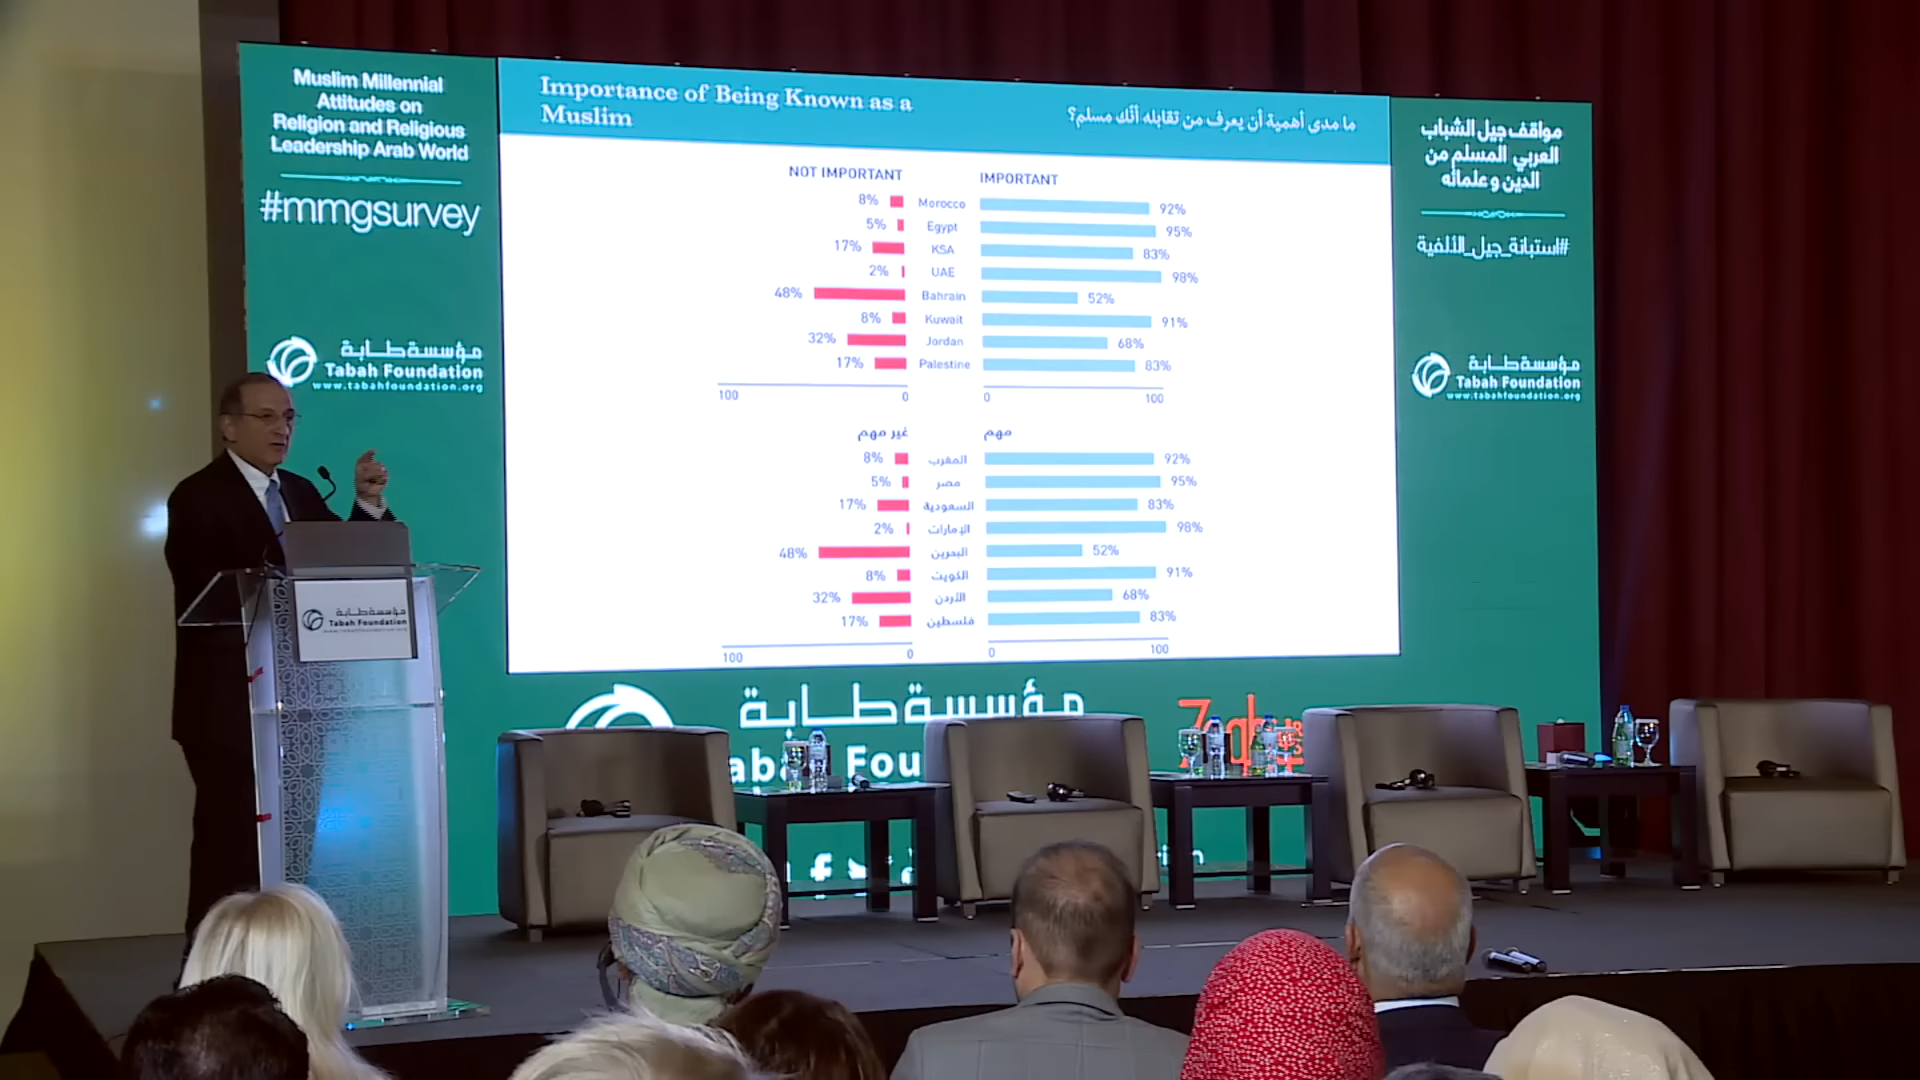 Muslim Millennial
Attitudes on
Religion and Religious
Leadership Arab World
#mmgsurvey
مؤسسة طابة
Tabah Foundation
www.tabahfoundation.org
Importance of Being Known as a
Muslim
ما مدى أهمية أن يعرف من تقابله أنّك مسلم؟
NOT IMPORTANT IMPORTANT
8% Morocco 92%
5% Egypt 95%
17% KSA 83%
2% UAE 98%
48% Bahrain 52%
8% Kuwait 91%
32% Jordan 68%
17% Palestine 83%
100 0 0 100
غير مهم مهم
8% المغرب 92%
5% مصر 95%
17% السعودية 83%
2% الإمارات 98%
48% البحرين 52%
8% الكويت 91%
32% الأردن 68%
17% فلسطين 83%
100 0 0 100
مواقف جيل الشباب
العربي المسلم من
الدين و علمائه
#استبانة_جيل_الألفية
مؤسسة طابة
Tabah Foundation
www.tabahfoundation.org
مؤسسة طابة
Tabah Foundation
www.tabahfoundation.org
مؤسسة طابة